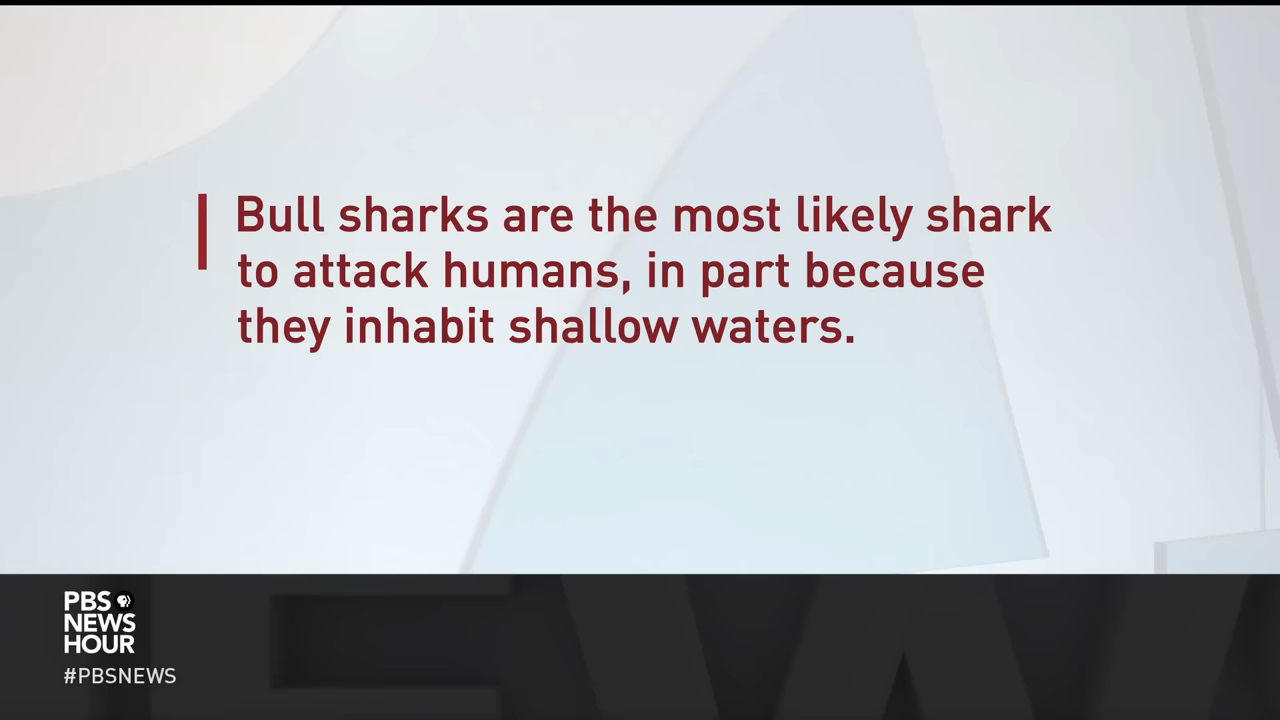 Bull sharks are the most likely shark
to attack humans, in part because
they inhabit shallow waters.
PBS
NEWS
HOUR
#PBSNEWS